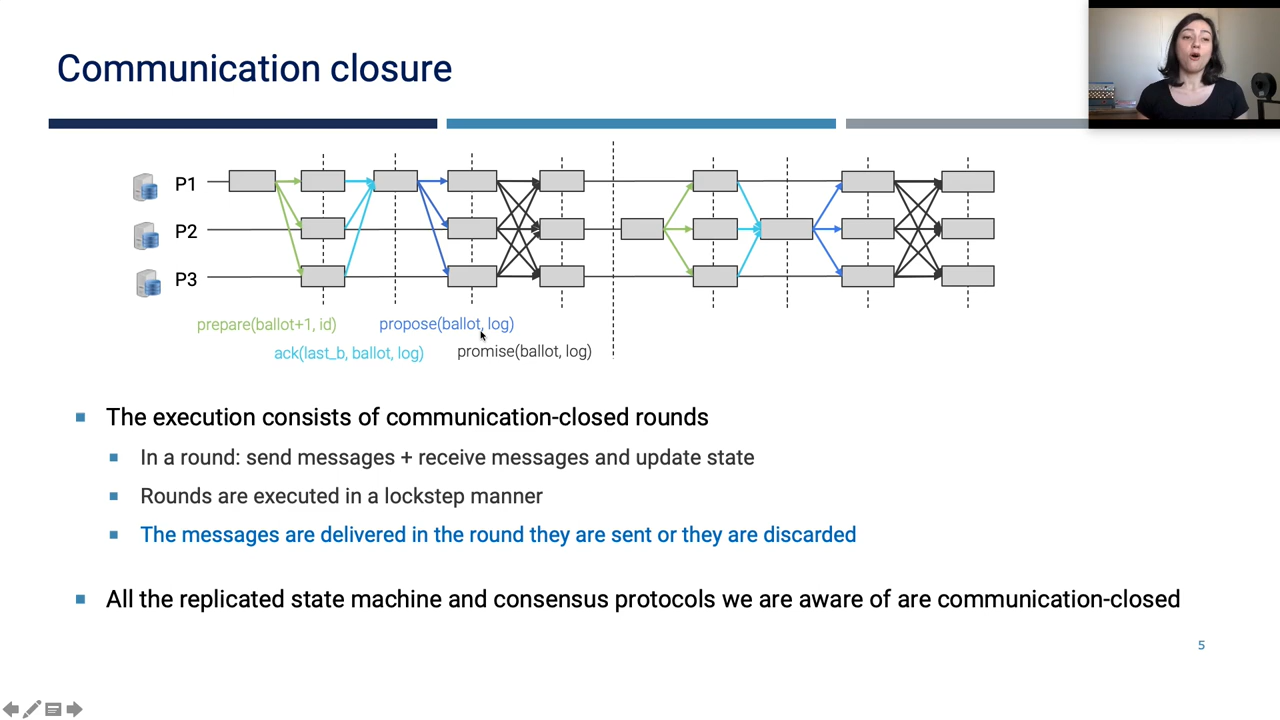 Communication closure
P1
P2
P3
prepare(ballot+1, id)
propose(ballot, log)
ack(last_b, ballot, log)
promise(ballot, log)
The execution consists of communication-closed rounds
In a round: send messages + receive messages and update state
Rounds are executed in a lockstep manner
The messages are delivered in the round they are sent or they are discarded
All the replicated state machine and consensus protocols we are aware of are communication-closed
5